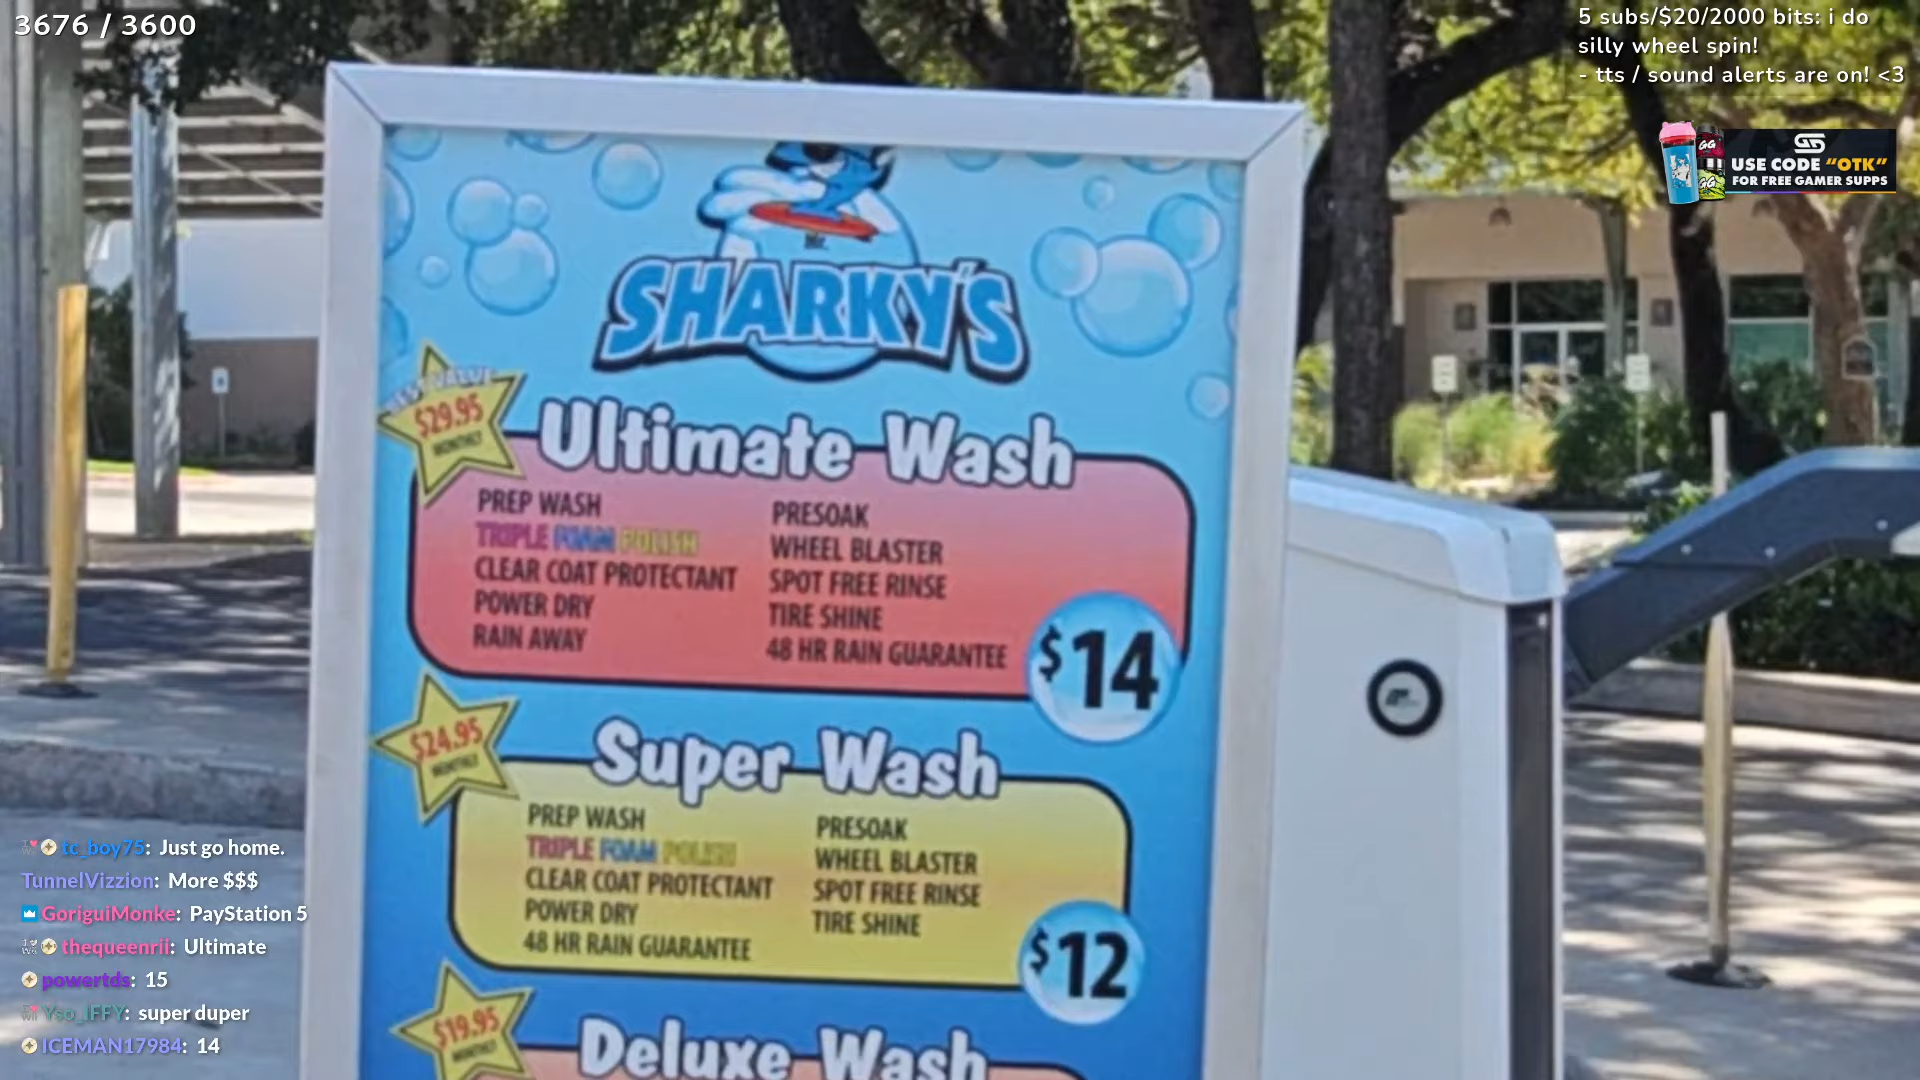 3676 / 3600
5 subs/$20/2000 bits: i do
silly wheel spin!
- tts / sound alerts are on! <3
GG
GG
USE CODE "OTK"
FOR FREE GAMER SUPPS
SHARKY'S
$29.95
MONTHLY
Ultimate Wash
PREP WASH
TRIPLE FOAM POLISH
CLEAR COAT PROTECTANT
POWER DRY
RAIN AWAY
PRESOAK
WHEEL BLASTER
SPOT FREE RINSE
TIRE SHINE
48 HR RAIN GUARANTEE
$14
$24.95
MONTHLY
Super Wash
PREP WASH
TRIPLE FOAM POLISH
CLEAR COAT PROTECTANT
POWER DRY
48 HR RAIN GUARANTEE
PRESOAK
WHEEL BLASTER
SPOT FREE RINSE
TIRE SHINE
$12
$19.95
MONTHLY
Deluxe Wash
tc_boy75: Just go home.
TunnelVizzion: More $$$
GoriguiMonke: PayStation 5
thequeenrii: Ultimate
powertds: 15
Yso_IFFY: super duper
ICEMAN17984: 14